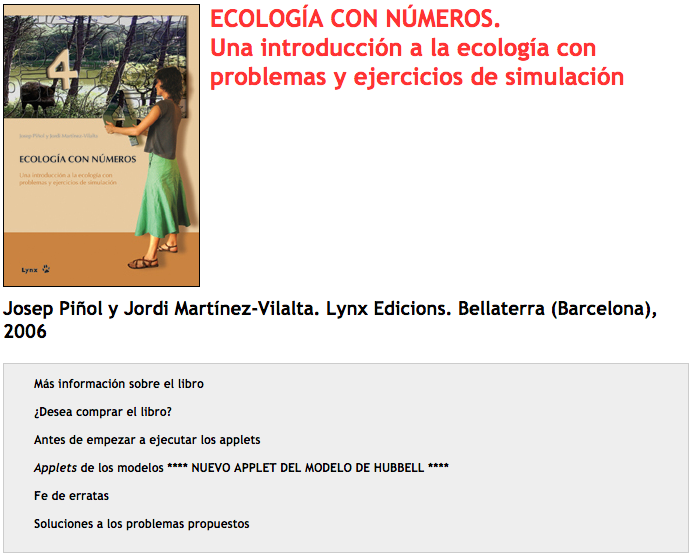 ECOLOGÍA CON NÚMEROS.
Una introducción a la ecología con
problemas y ejercicios de simulación
4
Josep Piñol y Jordi Martínez-Vilalta
ECOLOGÍA CON NÚMEROS
Una introducción a la ecología con
problemas y ejercicios de simulación
Lynx
Josep Piñol y Jordi Martínez-Vilalta. Lynx Edicions. Bellaterra (Barcelona),
2006
Más información sobre el libro
¿Desea comprar el libro?
Antes de empezar a ejecutar los applets
Applets de los modelos **** NUEVO APPLET DEL MODELO DE HUBBELL ****
Fe de erratas
Soluciones a los problemas propuestos